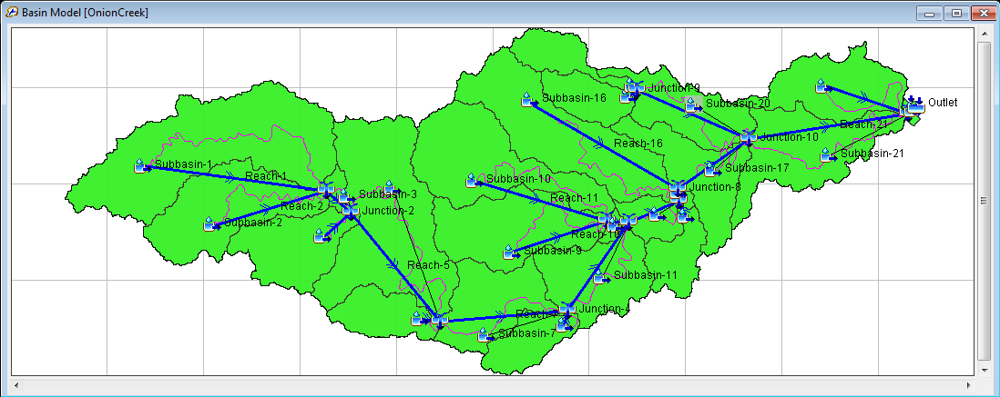 Basin Model [OnionCreek]
Junction-9
Subbasin-16
Subbasin-20
Outlet
Reach-21
Junction-10
Reach-16
Subbasin-21
Subbasin-1
Subbasin-17
Reach-1
Subbasin-10
Junction-8
Subbasin-3
Reach-11
Reach-2
Junction-2
Subbasin-2
Subbasin-9
Reach-5
Subbasin-11
Junction-4
Subbasin-7